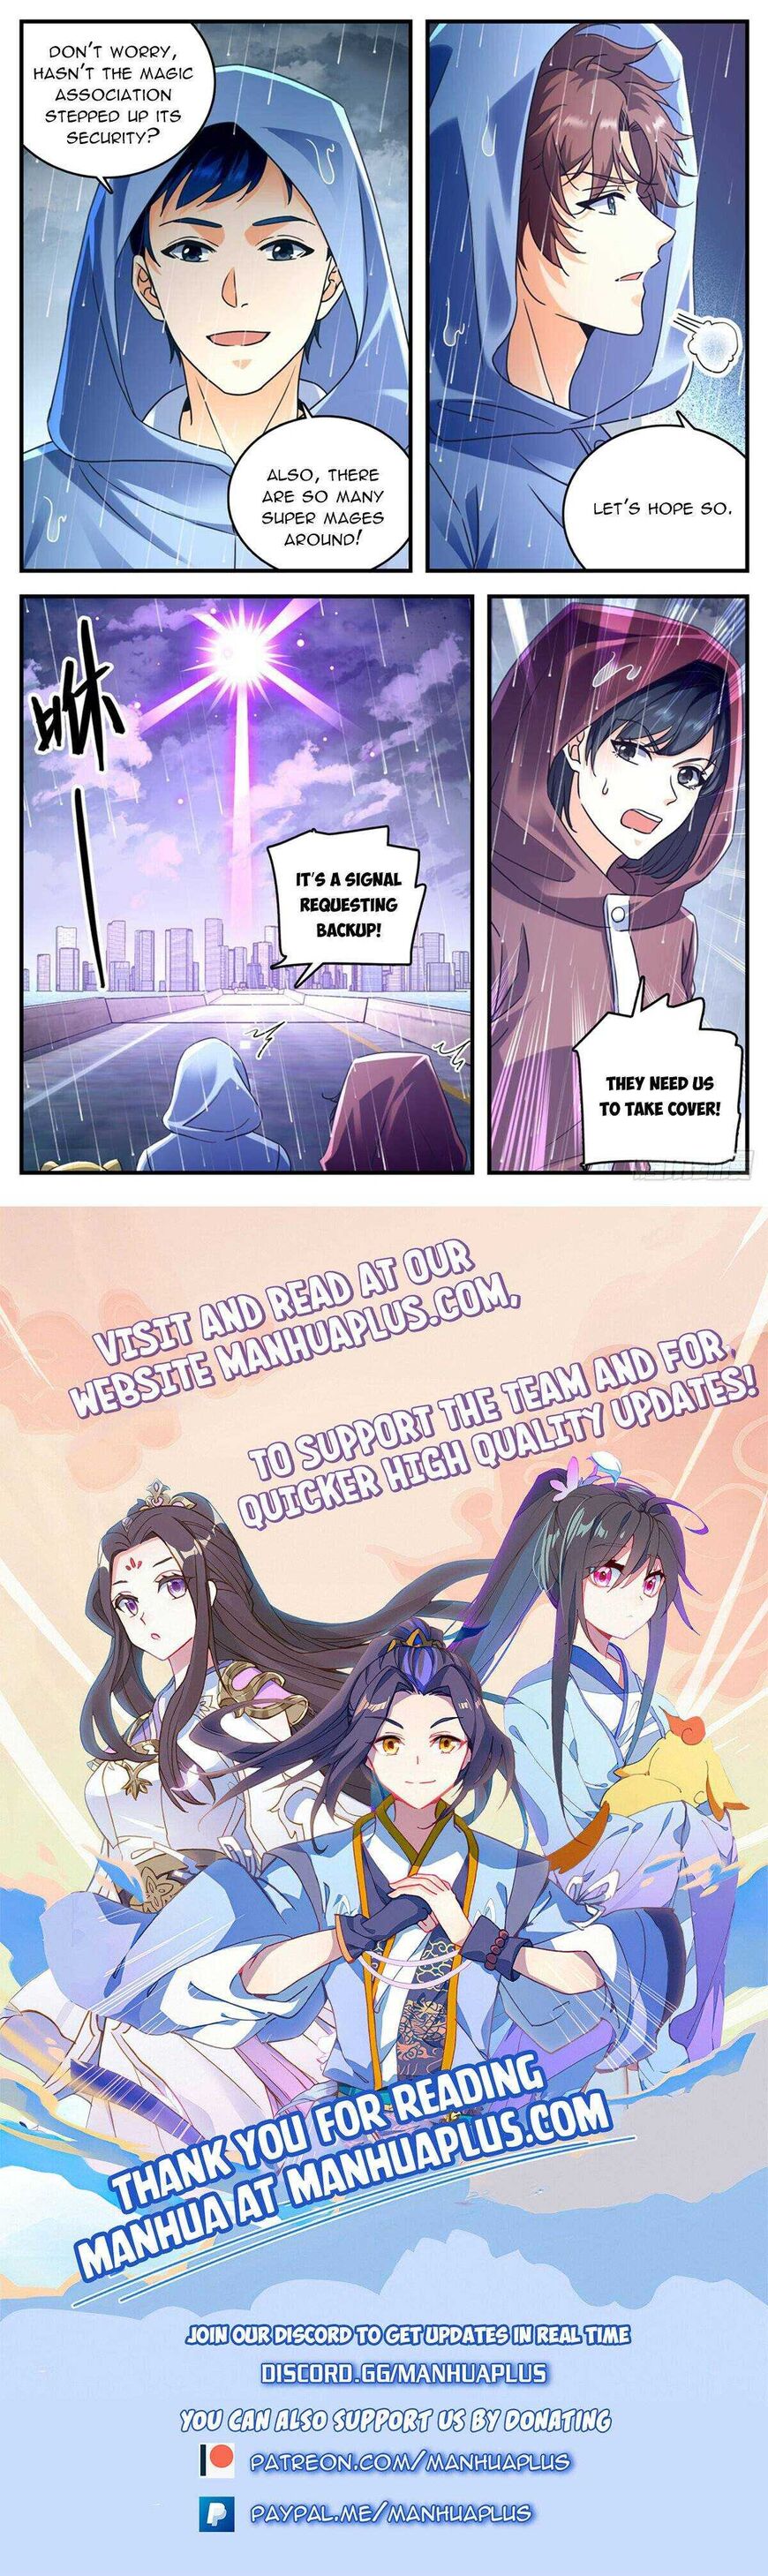 DON'T WORRY,
HASN'T THE MAGIC
ASSOCIATION
STEPPED UP ITS
SECURITY?
ALSO, THERE
ARE SO MANY
SUPER MAGES
AROUND!
LET'S HOPE SO.
咻
IT'S A SIGNAL
REQUESTING
BACKUP!
THEY NEED US
TO TAKE COVER!
VISIT AND READ AT OUR
WEBSITE MANHUAPLUS.COM,
TO SUPPORT THE TEAM AND FOR
QUICKER HIGH QUALITY UPDATES!
THANK YOU FOR READING
MANHUA AT MANHUAPLUS.COM
JOIN OUR DISCORD TO GET UPDATES IN REAL TIME
DISCORD.GG/MANHUAPLUS
YOU CAN ALSO SUPPORT US BY DONATING
PATREON.COM/MANHUAPLUS
PAYPAL.ME/MANHUAPLUS